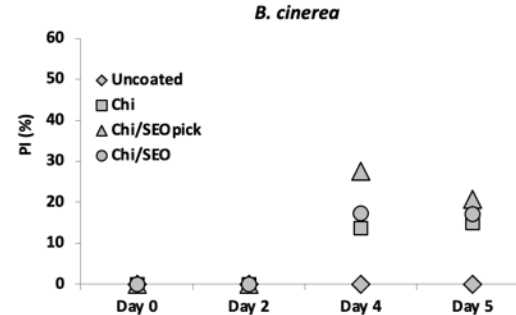 B. cinerea
60
50
40
30
20
10
0
PI (%)
Uncoated
Chi
Chi/SEOpick
Chi/SEO
Day 0 Day 2 Day 4 Day 5